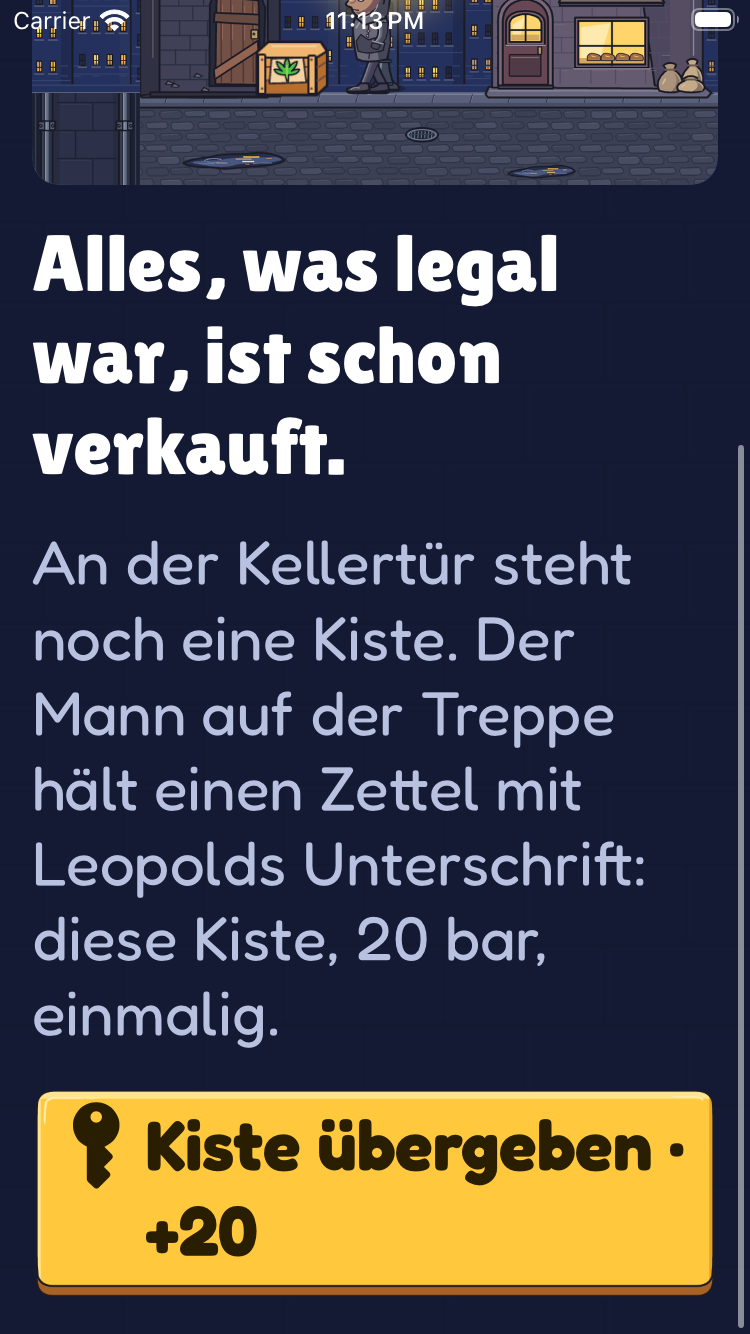 Carrier 11:13 PM
Alles, was legal
war, ist schon
verkauft.
An der Kellertür steht
noch eine Kiste. Der
Mann auf der Treppe
hält einen Zettel mit
Leopolds Unterschrift:
diese Kiste, 20 bar,
einmalig.
Kiste übergeben ·
+20